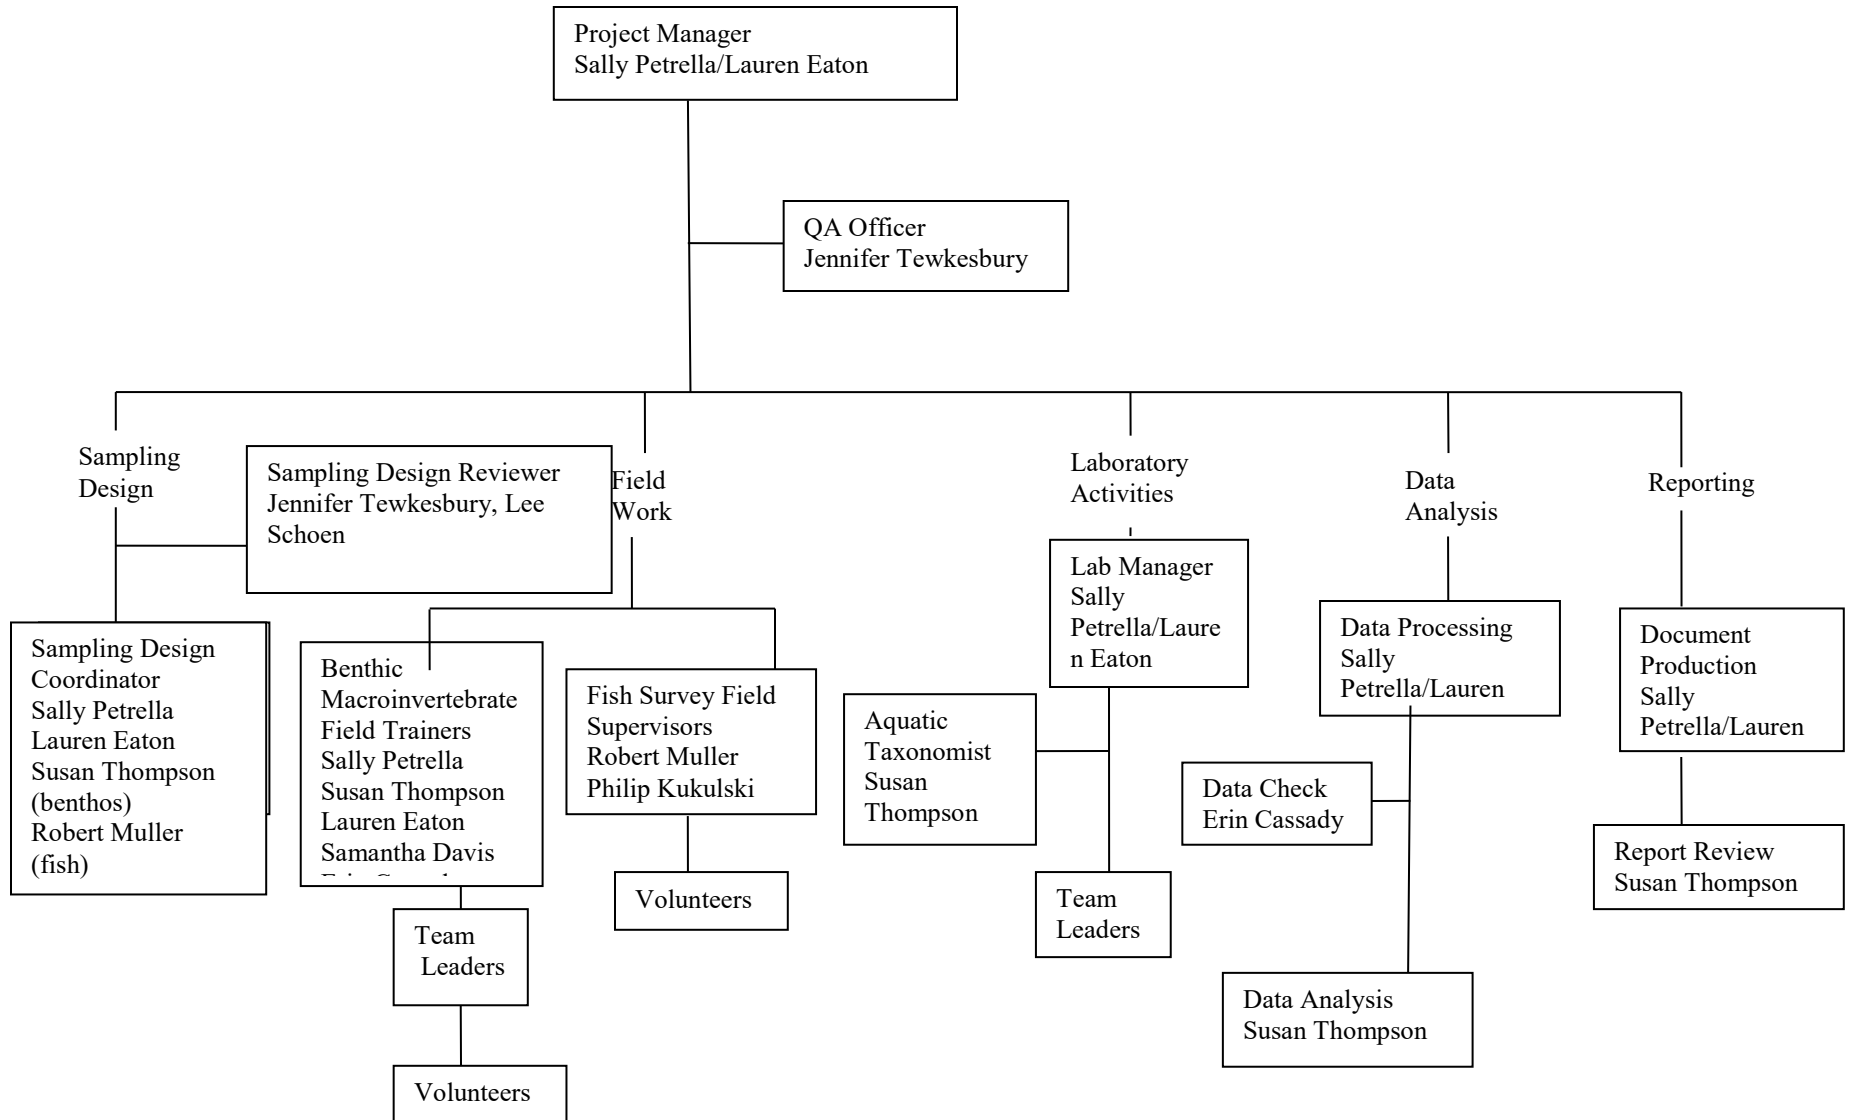 Project Manager
Sally Petrella/Lauren Eaton
QA Officer
Jennifer Tewkesbury
Sampling
Design
Sampling Design Reviewer
Jennifer Tewkesbury, Lee
Schoen
Field
Work
Laboratory
Activities
Data
Analysis
Reporting
Sampling Design
Coordinator
Sally Petrella
Lauren Eaton
Susan Thompson
(benthos)
Robert Muller
(fish)
Benthic
Macroinvertebrate
Field Trainers
Sally Petrella
Susan Thompson
Lauren Eaton
Samantha Davis
Team
Leaders
Volunteers
Fish Survey Field
Supervisors
Robert Muller
Philip Kukulski
Volunteers
Lab Manager
Sally
Petrella/Laure
n Eaton
Aquatic
Taxonomist
Susan
Thompson
Team
Leaders
Data Processing
Sally
Petrella/Lauren
Data Check
Erin Cassady
Data Analysis
Susan Thompson
Document
Production
Sally
Petrella/Lauren
Report Review
Susan Thompson